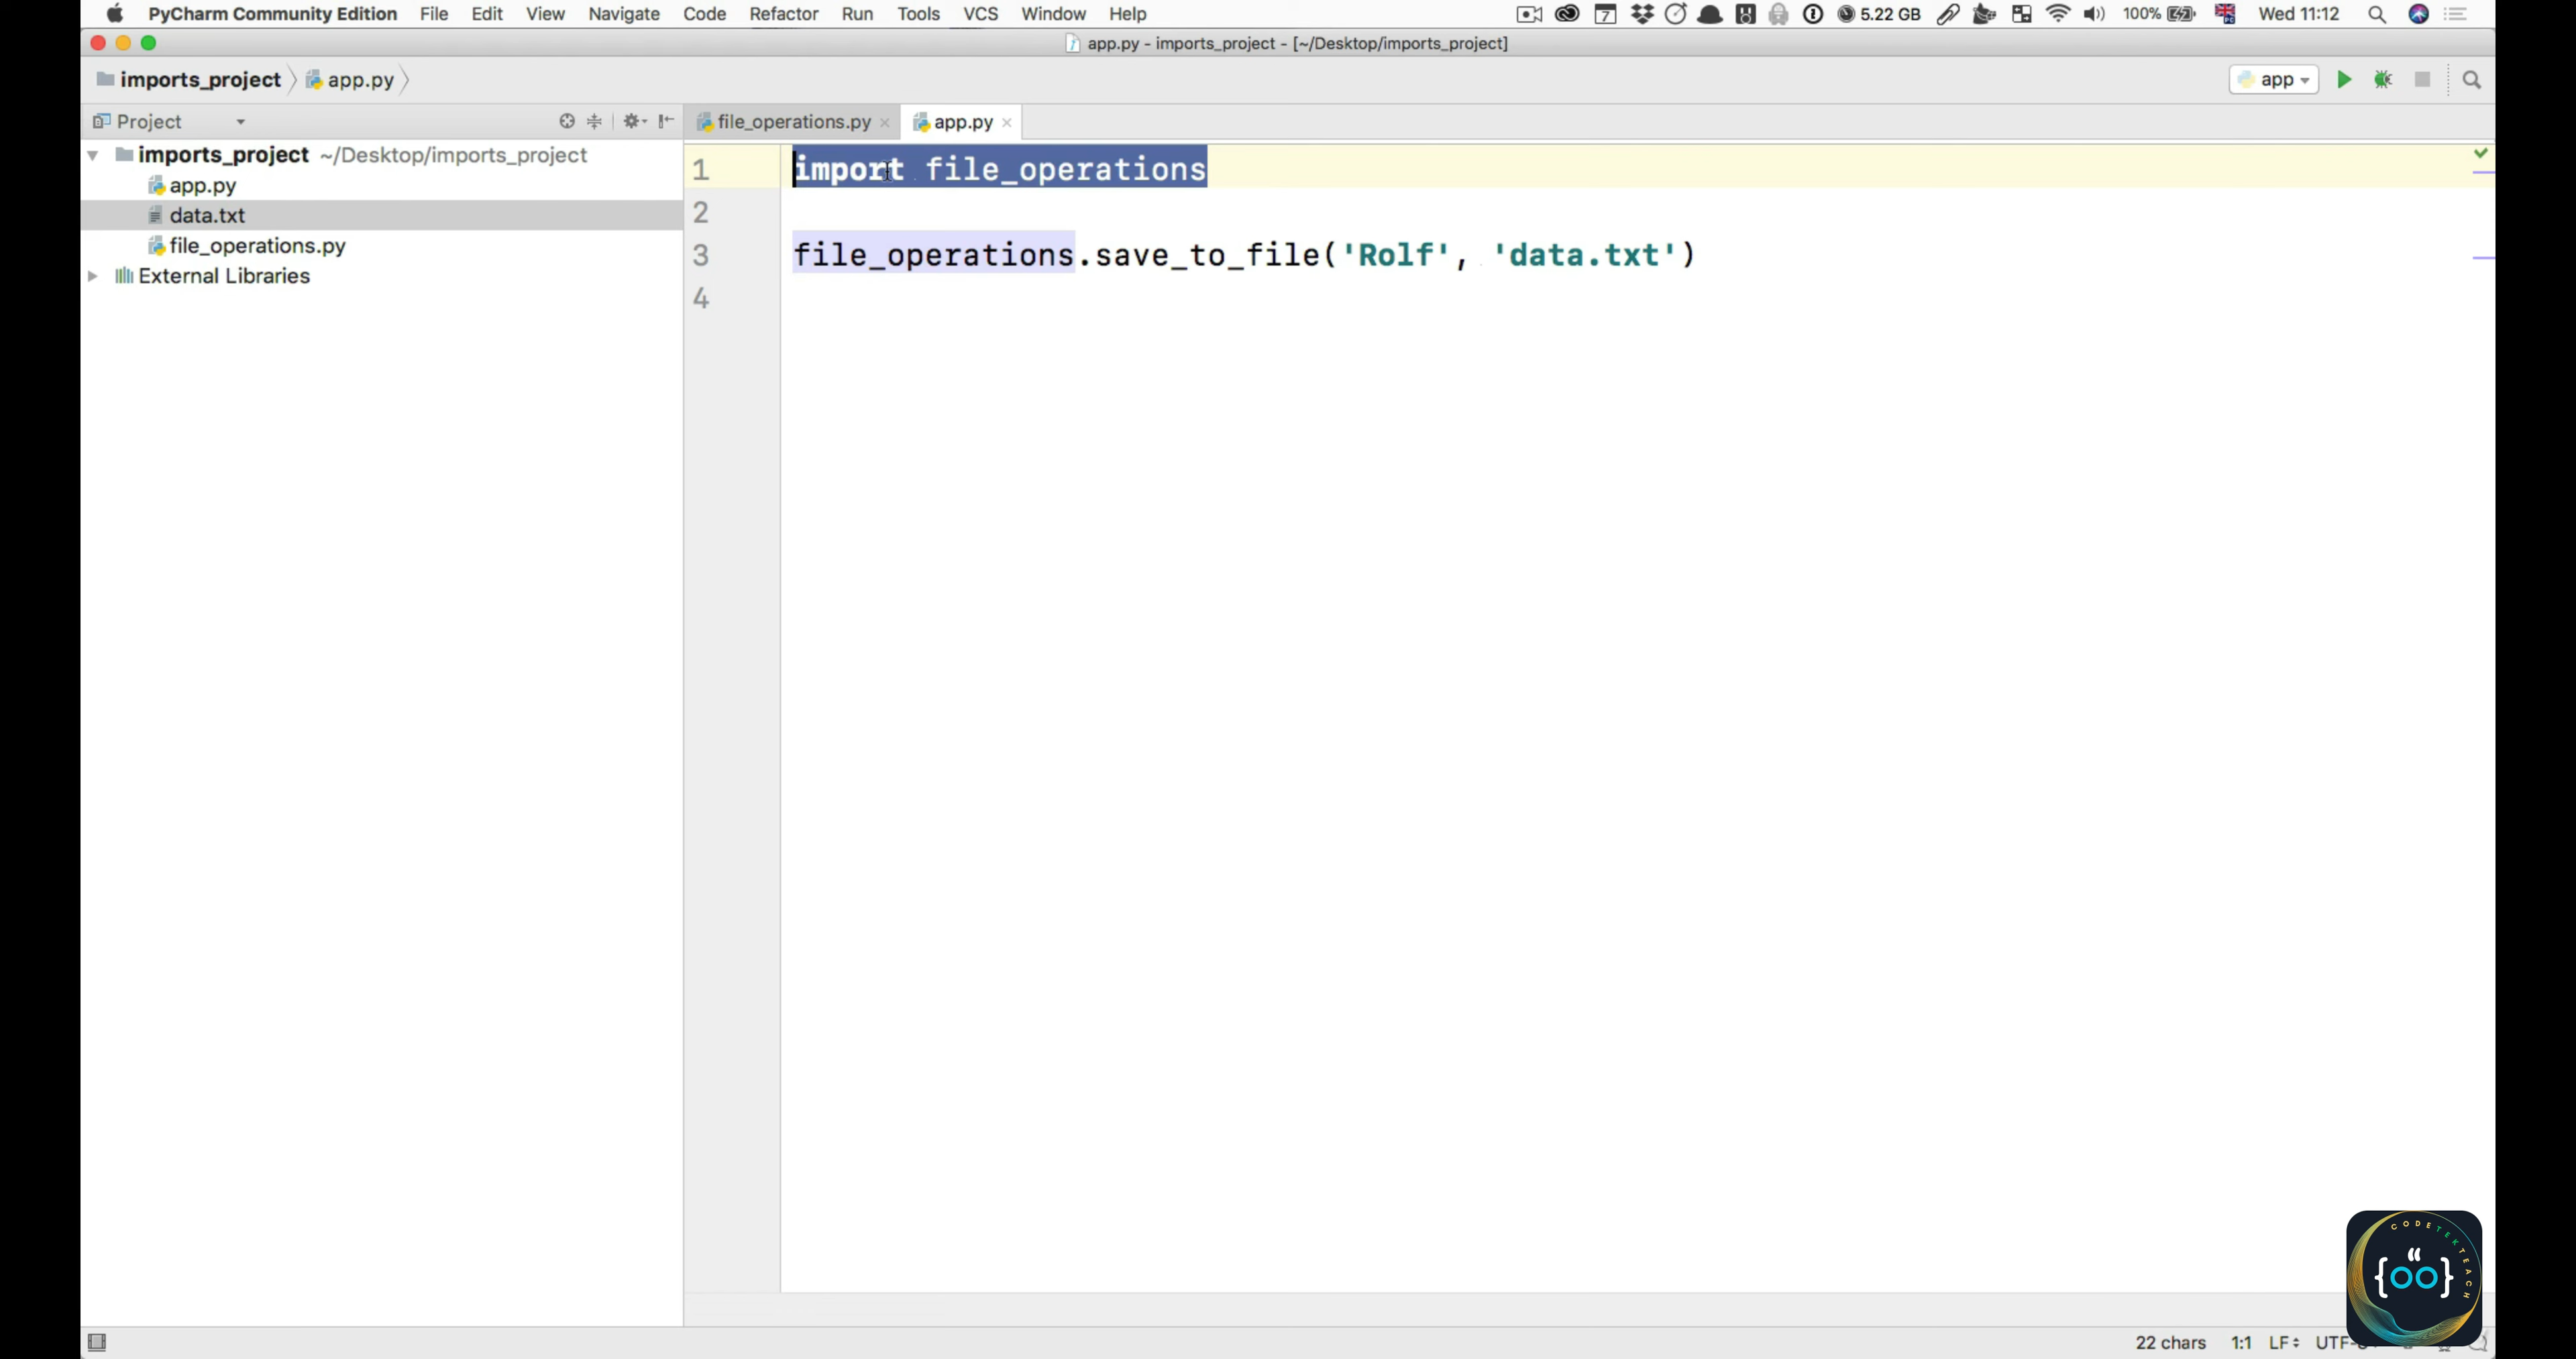 PyCharm Community Edition File Edit View Navigate Code Refactor Run Tools VCS Window Help 7 5.22 GB 100% Wed 11:12
app.py - imports_project - [~/Desktop/imports_project]
imports_project app.py app
Project file_operations.py app.py
imports_project ~/Desktop/imports_project
app.py
data.txt
file_operations.py
External Libraries
1 import file_operations
2
3 file_operations.save_to_file('Rolf', 'data.txt')
4
CODETEKTEACH
22 chars 1:1 LF